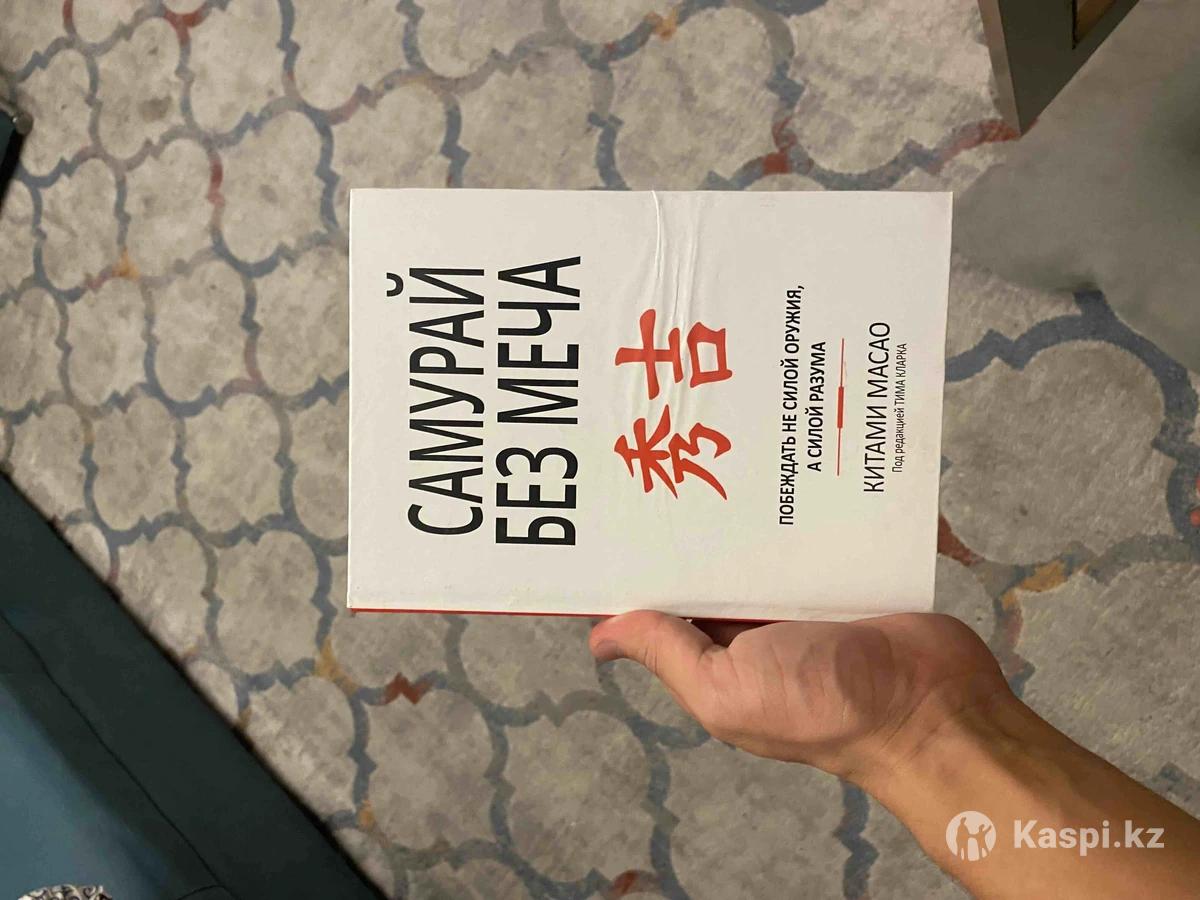 САМУРАЙ
БЕЗ МЕЧА
秀吉
ПОБЕЖДАТЬ НЕ СИЛОЙ ОРУЖИЯ,
А СИЛОЙ РАЗУМА
КИТАМИ МАСАО
Под редакцией ТИМА КЛАРКА
Kaspi.kz